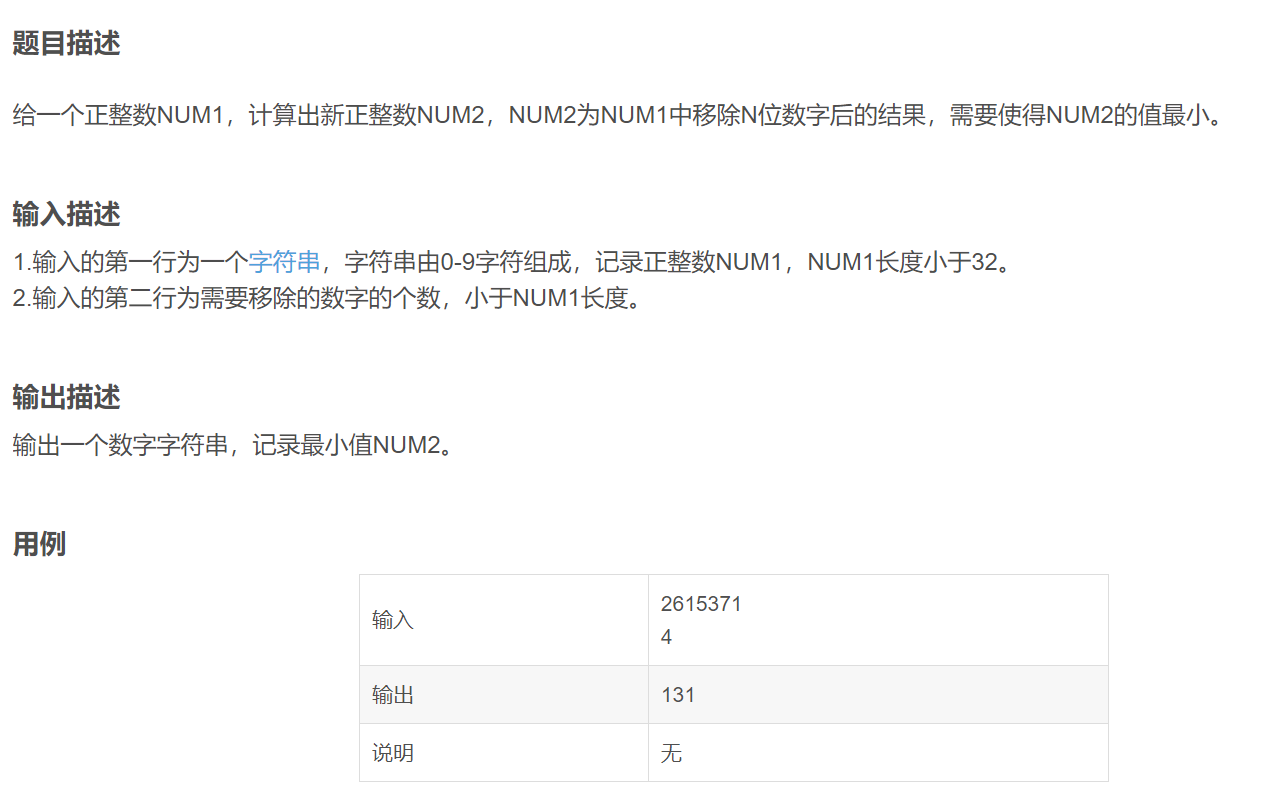 题目描述
给一个正整数NUM1，计算出新正整数NUM2，NUM2为NUM1中移除N位数字后的结果，需要使得NUM2的值最小。
输入描述
1.输入的第一行为一个字符串，字符串由0-9字符组成，记录正整数NUM1，NUM1长度小于32。
2.输入的第二行为需要移除的数字的个数，小于NUM1长度。
输出描述
输出一个数字字符串，记录最小值NUM2。
用例
输入
2615371
4
输出
131
说明
无